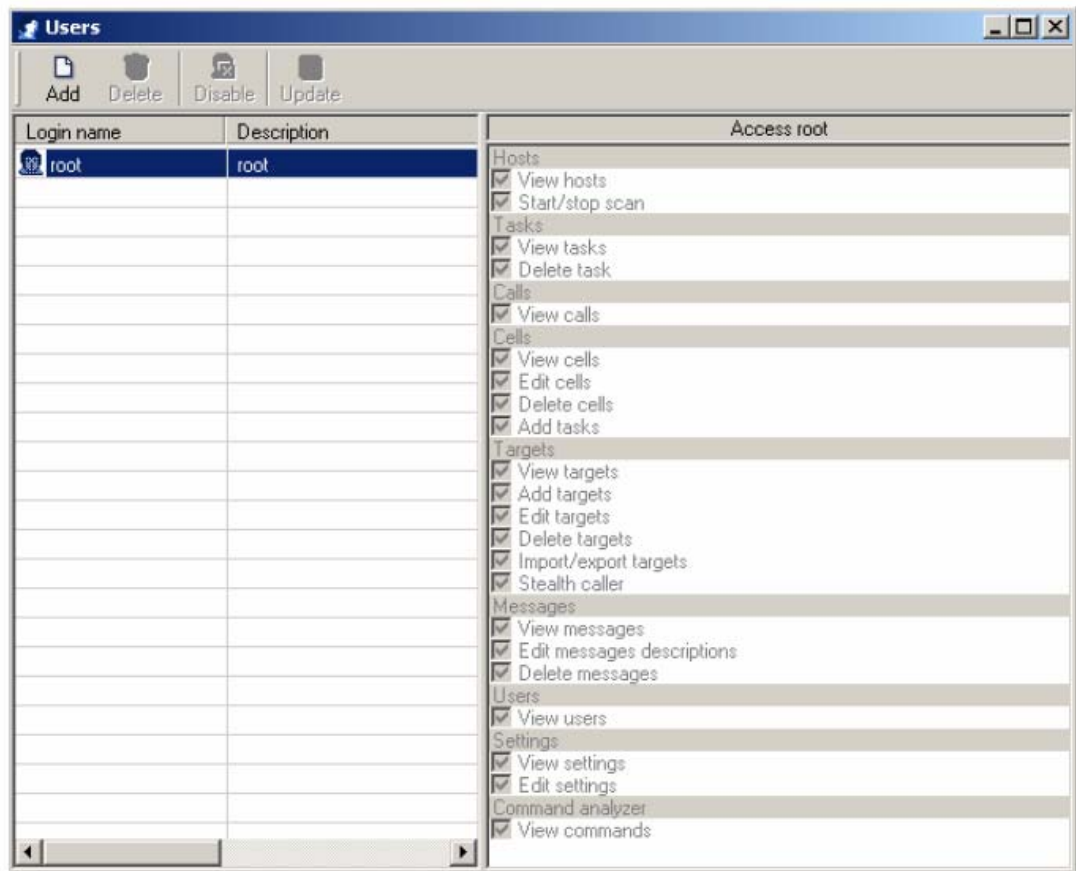 Users
Add Delete Disable Update
Login name Description
root root
Access root
Hosts
View hosts
Start/stop scan
Tasks
View tasks
Delete task
Calls
View calls
Cells
View cells
Edit cells
Delete cells
Add tasks
Targets
View targets
Add targets
Edit targets
Delete targets
Import/export targets
Stealth caller
Messages
View messages
Edit messages descriptions
Delete messages
Users
View users
Settings
View settings
Edit settings
Command analyzer
View commands